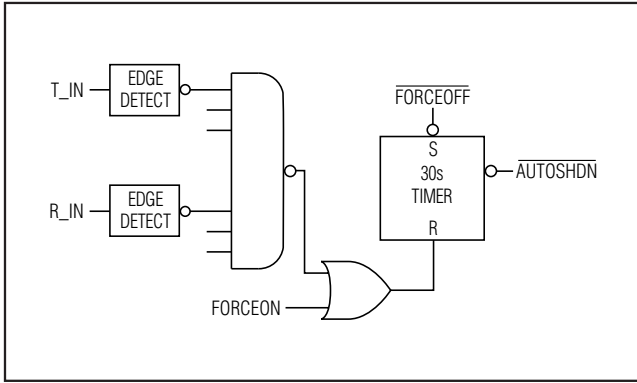 T_IN
EDGE
DETECT
R_IN
EDGE
DETECT
FORCEON
FORCEOFF
S
30s
TIMER
R
AUTOSHDN